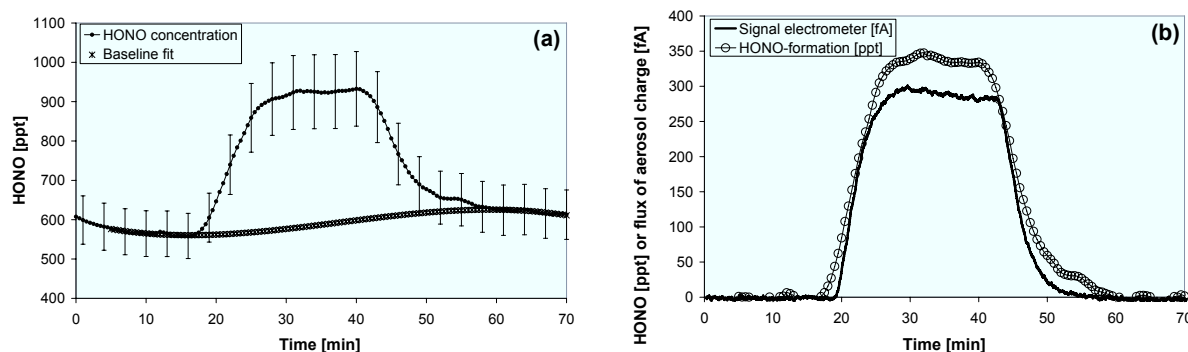 (a)
HONO concentration
Baseline fit
HONO [ppt]
1100
1000
900
800
700
600
500
400
0 10 20 30 40 50 60 70
Time [min]
(b)
Signal electrometer [fA]
HONO-formation [ppt]
HONO [ppt] or flux of aerosol charge [fA]
400
350
300
250
200
150
100
50
0
0 10 20 30 40 50 60 70
Time [min]